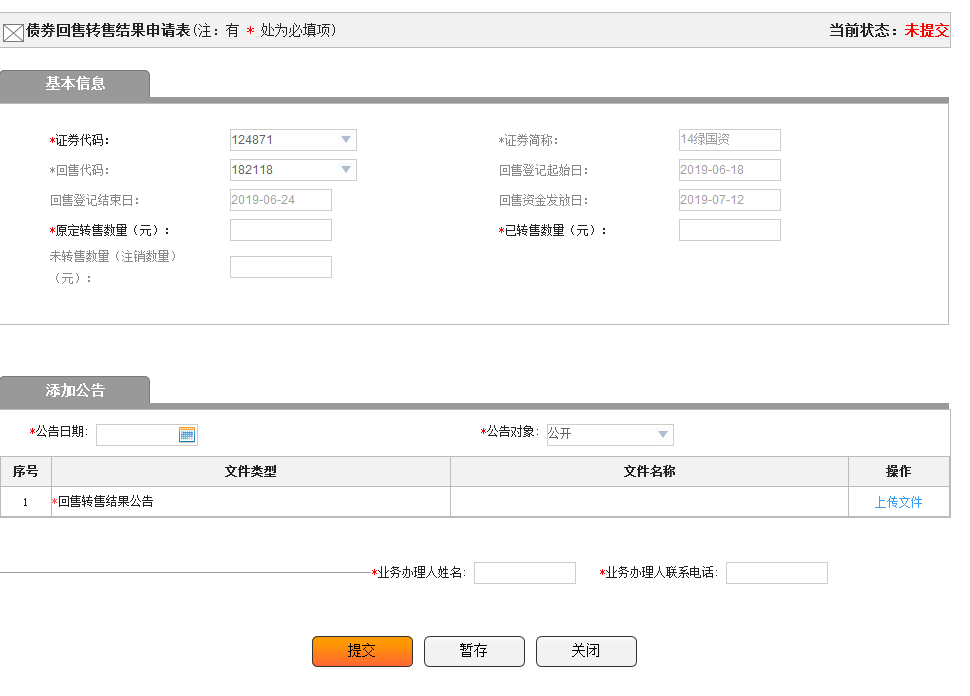 债券回售转售结果申请表(注：有 * 处为必填项) 当前状态：未提交
基本信息
*证券代码： 124871 *证券简称： 14绿国资
*回售代码： 182118 回售登记起始日： 2019-06-18
回售登记结束日： 2019-06-24 回售资金发放日： 2019-07-12
*原定转售数量（元）： *已转售数量（元）：
未转售数量（注销数量）
（元）：
添加公告
*公告日期： *公告对象： 公开
序号 文件类型 文件名称 操作
1 *回售转售结果公告 上传文件
*业务办理人姓名： *业务办理人联系电话：
提交 暂存 关闭